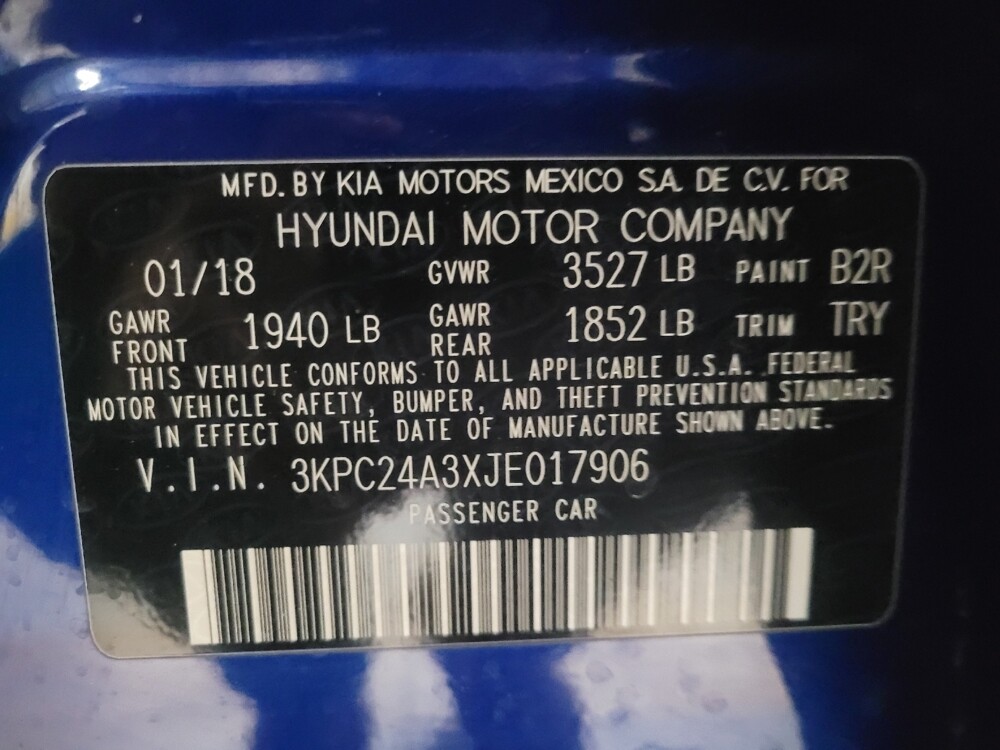 MFD. BY KIA MOTORS MEXICO S.A. DE C.V. FOR
HYUNDAI MOTOR COMPANY
01/18 GVWR 3527 LB PAINT B2R
GAWR FRONT 1940 LB GAWR REAR 1852 LB TRIM TRY
THIS VEHICLE CONFORMS TO ALL APPLICABLE U.S.A. FEDERAL
MOTOR VEHICLE SAFETY, BUMPER, AND THEFT PREVENTION STANDARDS
IN EFFECT ON THE DATE OF MANUFACTURE SHOWN ABOVE.
V.I.N. 3KPC24A3XJE017906
PASSENGER CAR